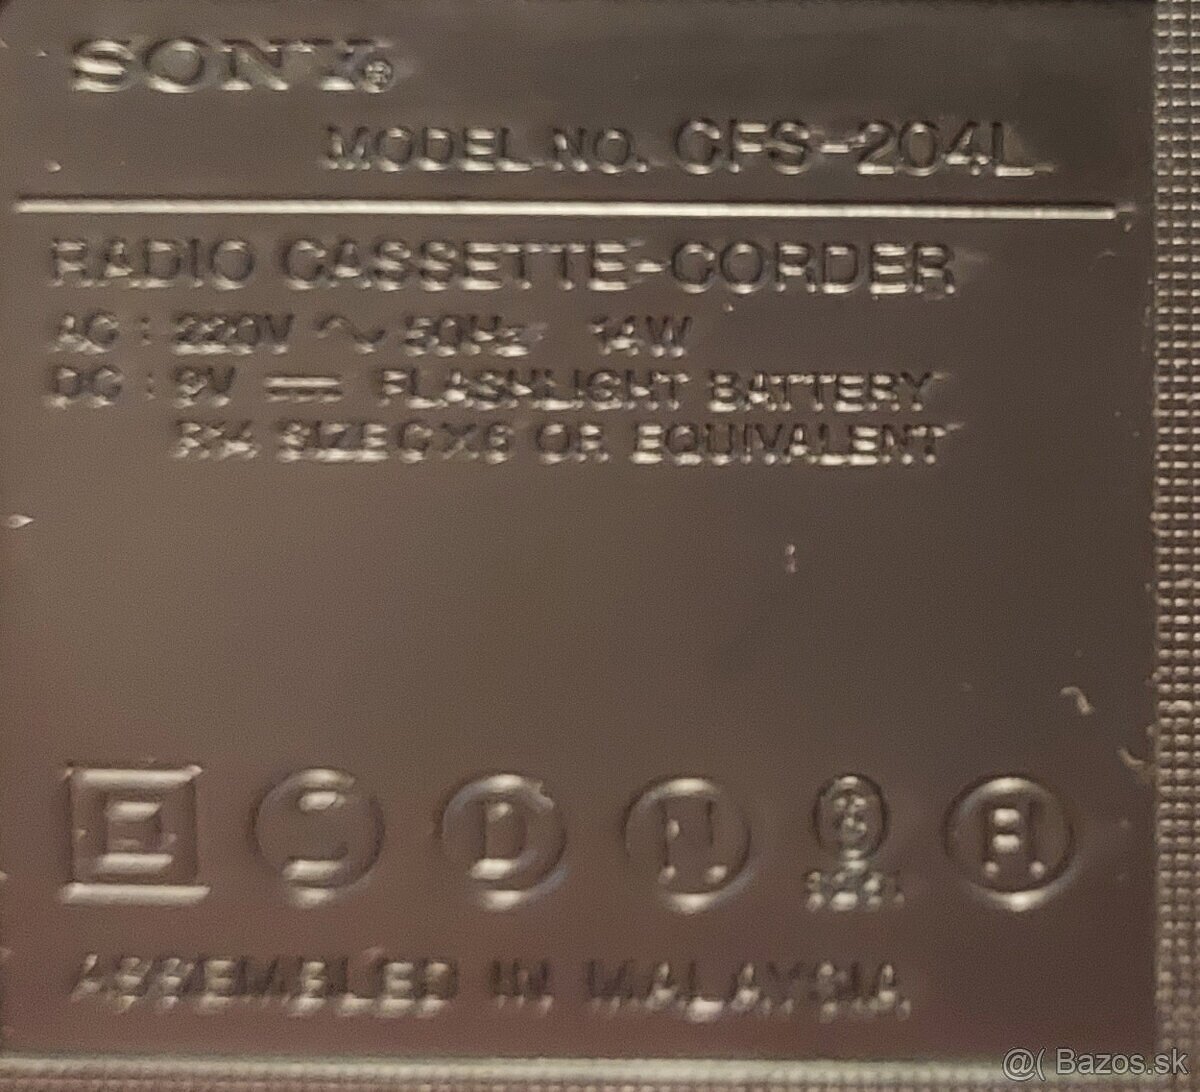 SONY®
MODEL NO. CFS-204L
RADIO CASSETTE-CORDER
AC : 220V ~ 50Hz 14W
DC : 9V ⎓ FLASHLIGHT BATTERY
R14 SIZE C×6 OR EQUIVALENT
S D N
ASSEMBLED IN MALAYSIA
@( Bazos.sk